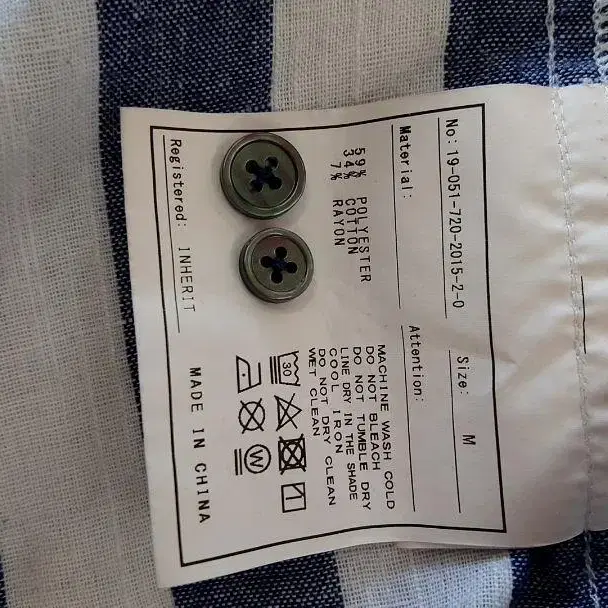 No: 19-051-720-2015-2-0
Size: M
Material:
59% POLYESTER
34% COTTON
7% RAYON
Attention:
MACHINE WASH COLD
DO NOT BLEACH
DO NOT TUMBLE DRY
LINE DRY IN THE SHADE
COOL IRON
DO NOT DRY CLEAN
WET CLEAN
30
W
Registered: INHERIT
MADE IN CHINA